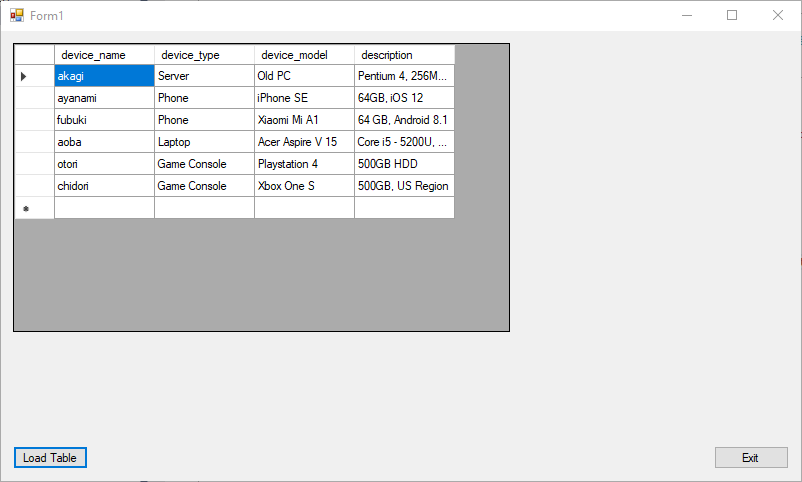 Form1
device_name device_type device_model description
akagi Server Old PC Pentium 4, 256M...
ayanami Phone iPhone SE 64GB, iOS 12
fubuki Phone Xiaomi Mi A1 64 GB, Android 8.1
aoba Laptop Acer Aspire V 15 Core i5 - 5200U, ...
otori Game Console Playstation 4 500GB HDD
chidori Game Console Xbox One S 500GB, US Region
Load Table Exit